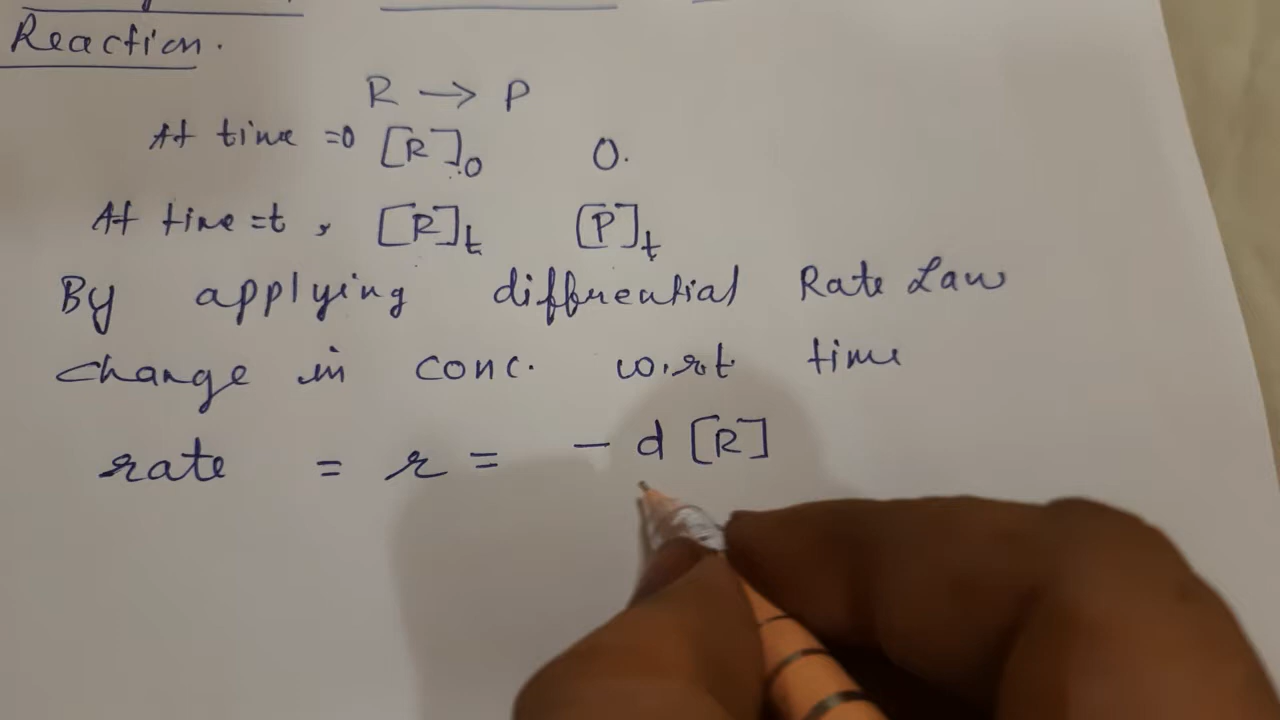 Reaction.
R → P
At time =0 [R]₀ 0.
At time =t, [R]ₜ [P]ₜ
By applying differential Rate Law
change in conc. w.r.t time
rate = r = - d [R]